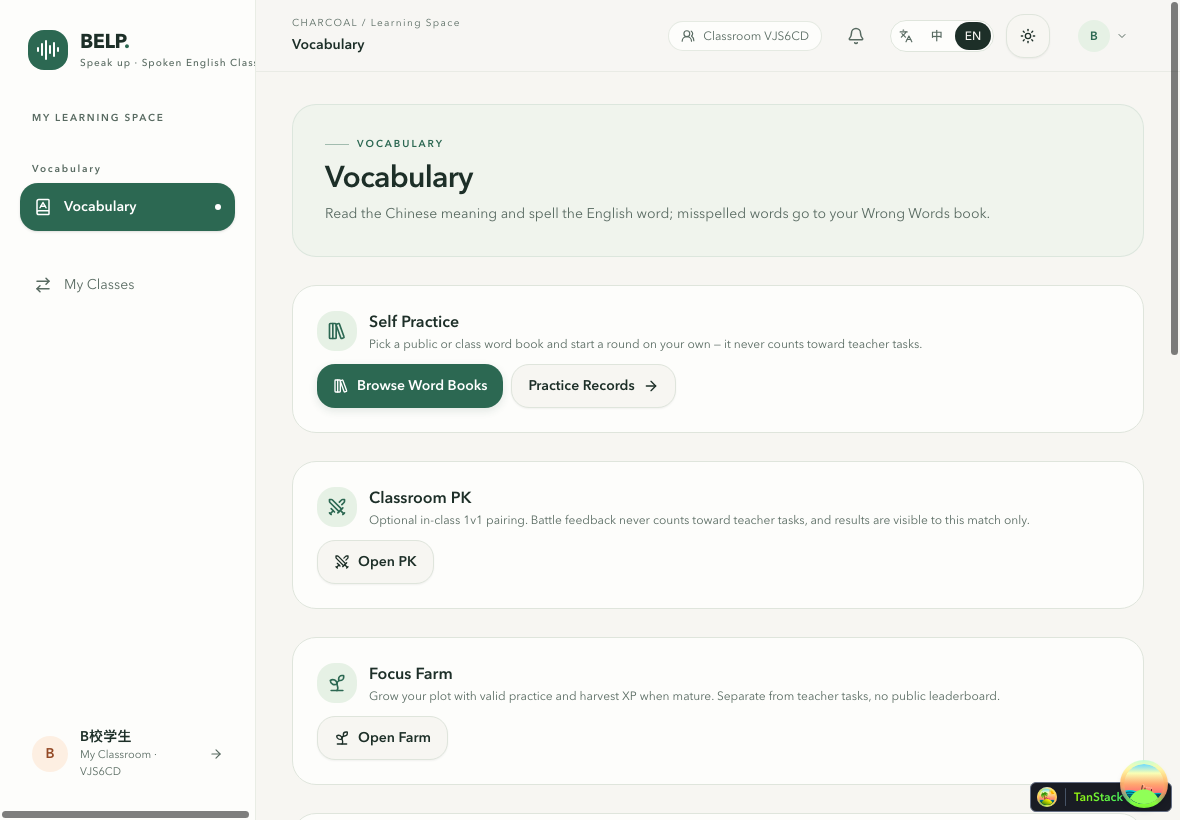 BELP.
Speak up · Spoken English Clas
MY LEARNING SPACE
Vocabulary
Vocabulary
My Classes
B
B校学生
My Classroom ·
VJS6CD
CHARCOAL / Learning Space
Vocabulary
Classroom VJS6CD
中
EN
B
VOCABULARY
Vocabulary
Read the Chinese meaning and spell the English word; misspelled words go to your Wrong Words book.
Self Practice
Pick a public or class word book and start a round on your own – it never counts toward teacher tasks.
Browse Word Books
Practice Records
Classroom PK
Optional in-class 1v1 pairing. Battle feedback never counts toward teacher tasks, and results are visible to this match only.
Open PK
Focus Farm
Grow your plot with valid practice and harvest XP when mature. Separate from teacher tasks, no public leaderboard.
Open Farm
TanStack